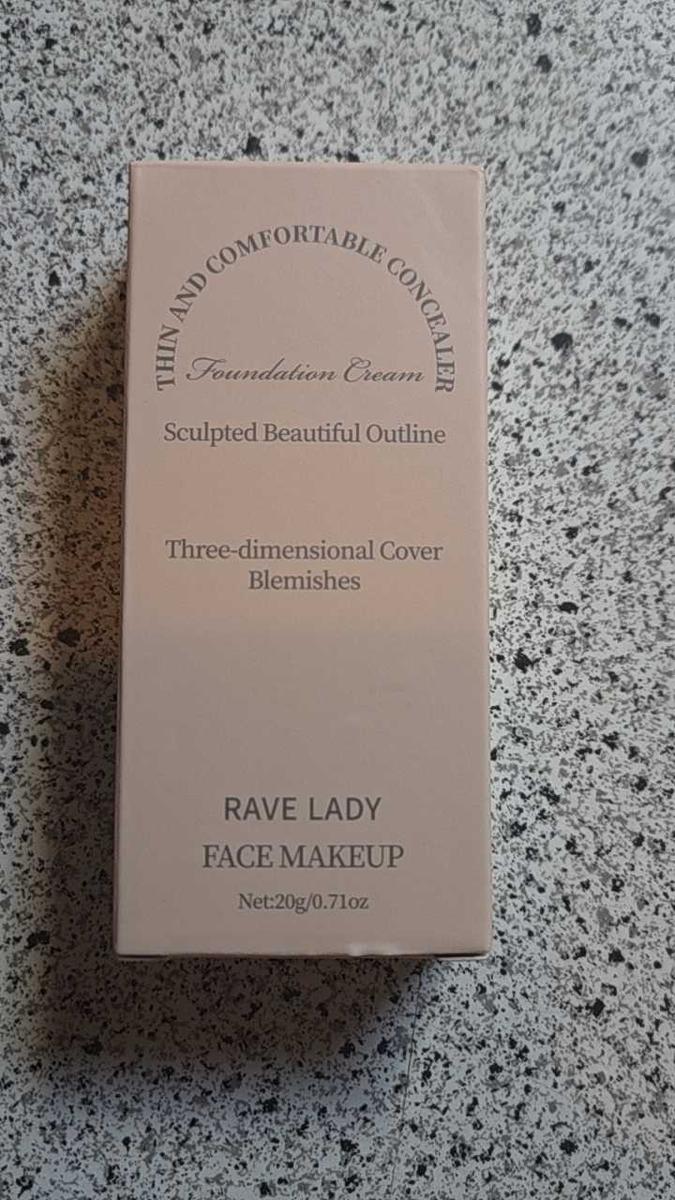 THIN AND COMFORTABLE CONCEALER
Foundation Cream
Sculpted Beautiful Outline
Three-dimensional Cover
Blemishes
RAVE LADY
FACE MAKEUP
Net:20g/0.71oz